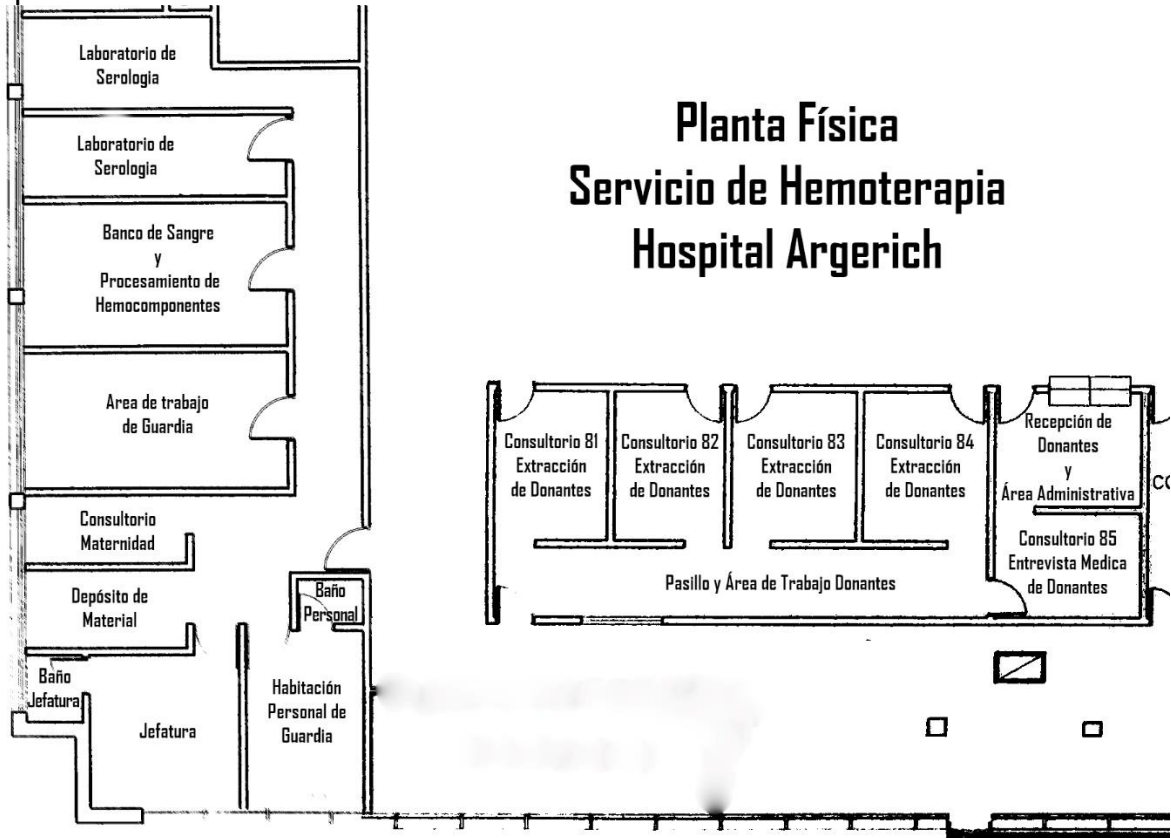 Planta Física
Servicio de Hemoterapia
Hospital Argerich
Laboratorio de
Serologia
Laboratorio de
Serologia
Banco de Sangre
y
Procesamiento de
Hemocomponentes
Area de trabajo
de Guardia
Consultorio
Maternidad
Depósito de
Material
Baño
Jefatura
Jefatura
Baño
Personal
Habitación
Personal de
Guardia
Consultorio 81
Extracción
de Donantes
Consultorio 82
Extracción
de Donantes
Consultorio 83
Extracción
de Donantes
Consultorio 84
Extracción
de Donantes
Recepción de
Donantes
y
Área Administrativa
Consultorio 85
Entrevista Medica
de Donantes
Pasillo y Área de Trabajo Donantes